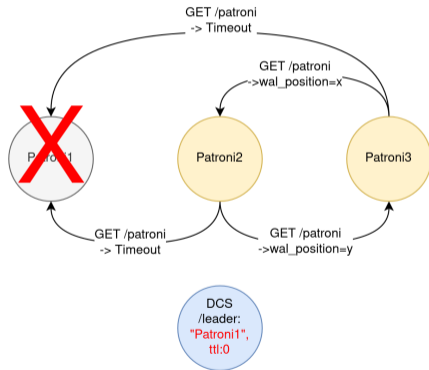 GET /patroni
-> Timeout
GET /patroni
->wal_position=x
Patroni1
Patroni2
Patroni3
GET /patroni
-> Timeout
GET /patroni
->wal_position=y
DCS
/leader:
"Patroni1",
ttl:0